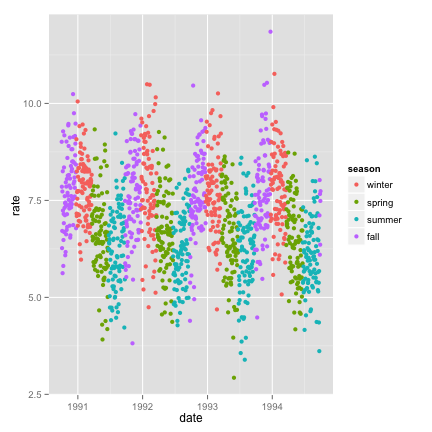 10.0
7.5
5.0
2.5
rate
1991
1992
1993
1994
date
season
winter
spring
summer
fall